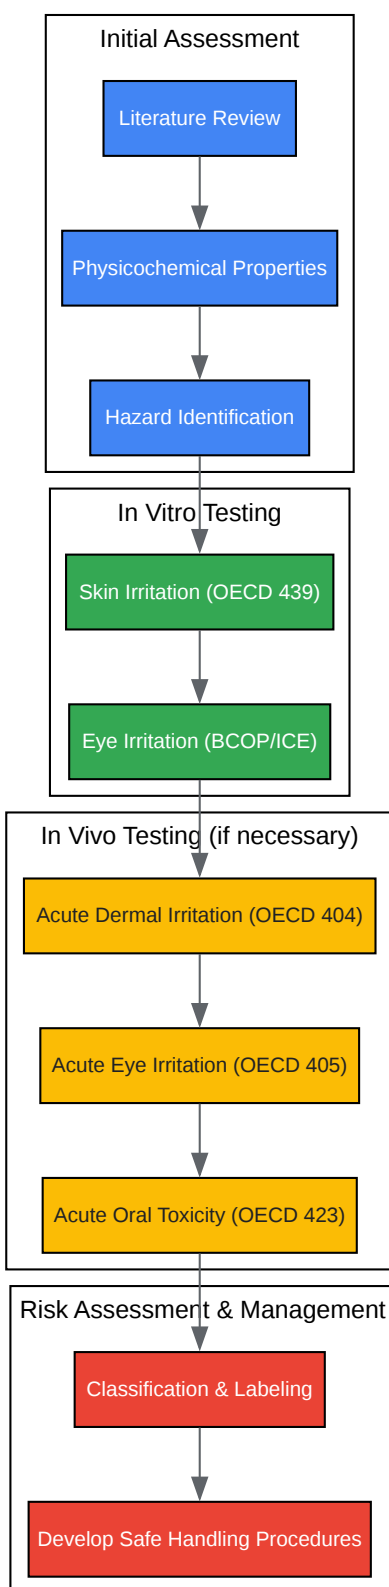 Initial Assessment
Literature Review
Physicochemical Properties
Hazard Identification
In Vitro Testing
Skin Irritation (OECD 439)
Eye Irritation (BCOP/ICE)
In Vivo Testing (if necessary)
Acute Dermal Irritation (OECD 404)
Acute Eye Irritation (OECD 405)
Acute Oral Toxicity (OECD 423)
Risk Assessment & Management
Classification & Labeling
Develop Safe Handling Procedures